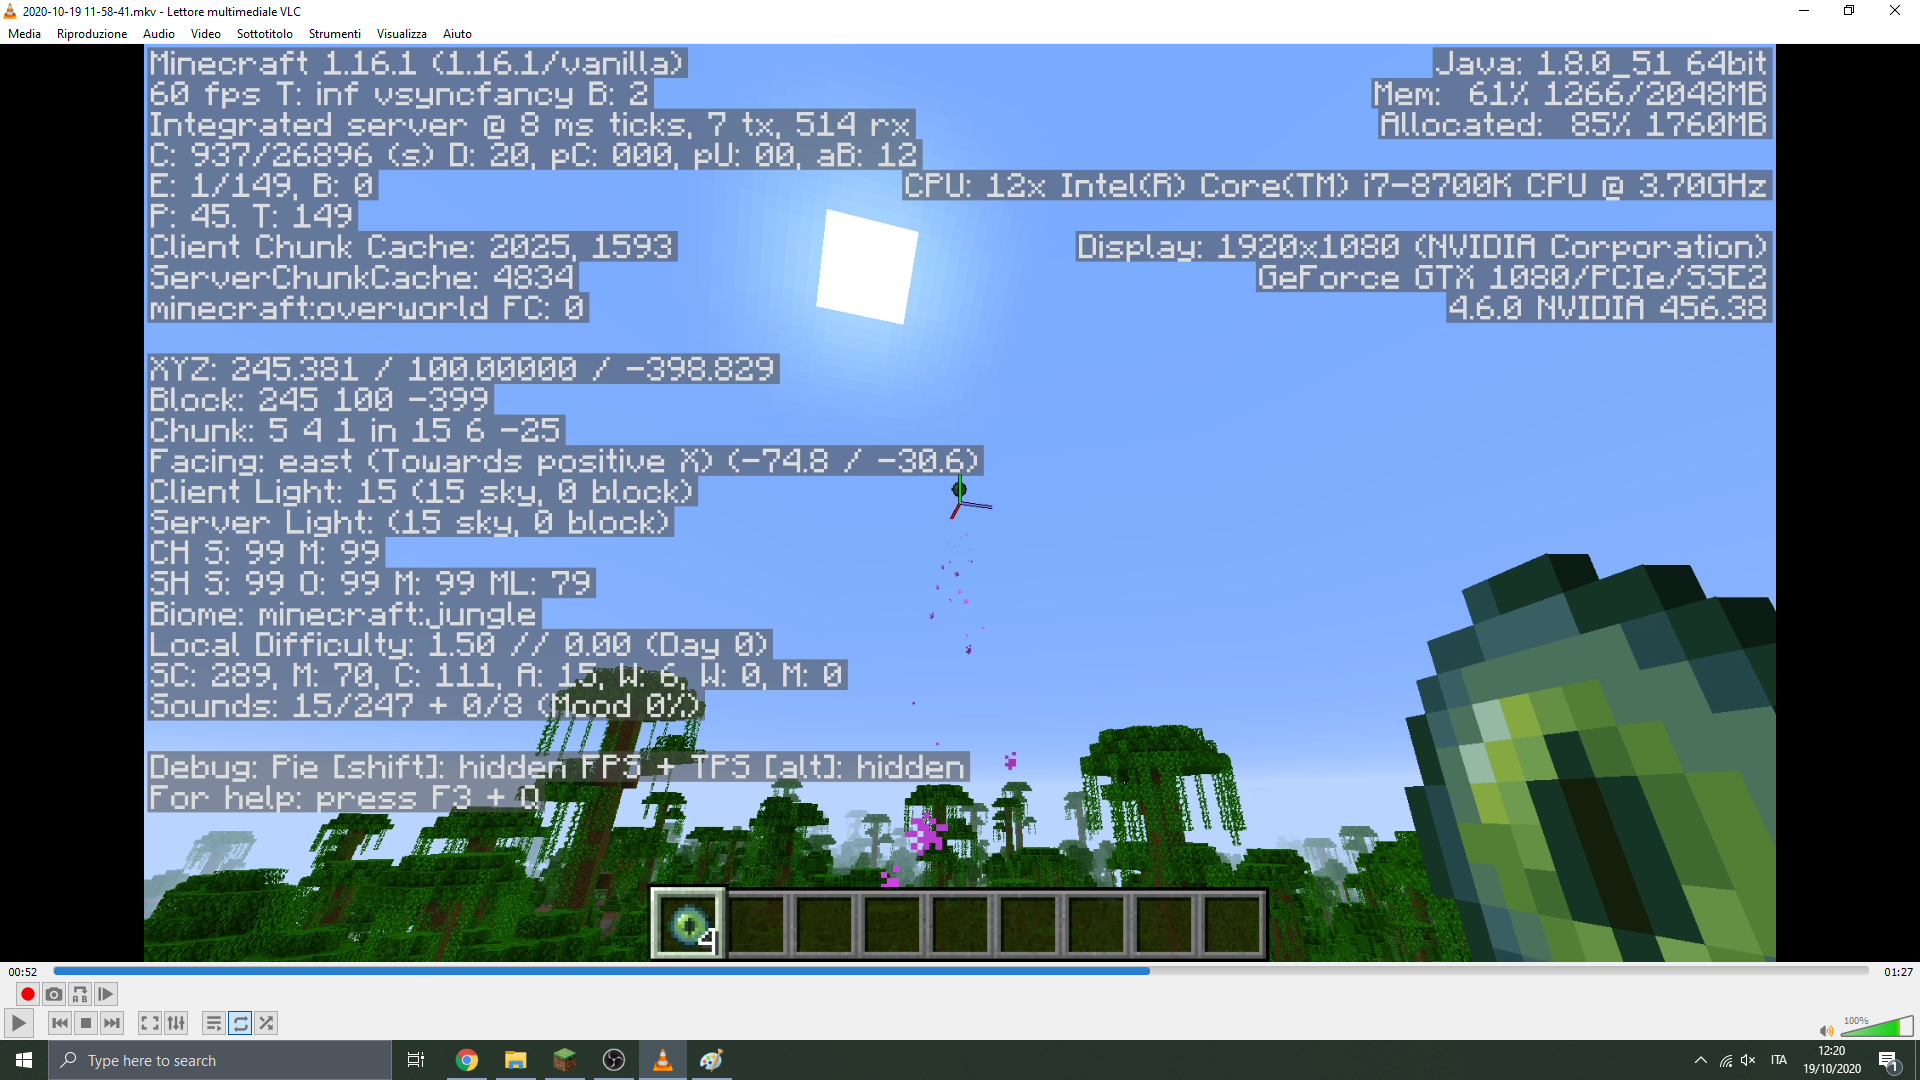 2020-10-19 11-58-41.mkv - Lettore multimediale VLC
Media Riproduzione Audio Video Sottotitolo Strumenti Visualizza Aiuto
Minecraft 1.16.1 (1.16.1/vanilla)
60 fps T: inf vsyncfancy B: 2
Integrated server @ 8 ms ticks, 7 tx, 514 rx
C: 937/26896 (s) D: 20, pC: 000, pU: 00, aB: 12
E: 1/149, B: 0
P: 45. T: 149
Client Chunk Cache: 2025, 1593
ServerChunkCache: 4834
minecraft:overworld FC: 0
XYZ: 245.381 / 100.00000 / -398.829
Block: 245 100 -399
Chunk: 5 4 1 in 15 6 -25
Facing: east (Towards positive X) (-74.8 / -30.6)
Client Light: 15 (15 sky, 0 block)
Server Light: (15 sky, 0 block)
CH S: 99 M: 99
SH S: 99 O: 99 M: 99 ML: 79
Biome: minecraft:jungle
Local Difficulty: 1.50 // 0.00 (Day 0)
SC: 289, M: 70, C: 111, A: 15, W: 6, W: 0, M: 0
Sounds: 15/247 + 0/8 (Mood 0%)
Debug: Pie [shift]: hidden FPS + TPS [alt]: hidden
For help: press F3 + Q
Java: 1.8.0_51 64bit
Mem: 61% 1266/2048MB
Allocated: 85% 1760MB
CPU: 12x Intel(R) Core(TM) i7-8700K CPU @ 3.70GHz
Display: 1920x1080 (NVIDIA Corporation)
GeForce GTX 1080/PCIe/SSE2
4.6.0 NVIDIA 456.38
4
00:52
01:27
A B
100%
Type here to search
ITA
12:20
19/10/2020
1